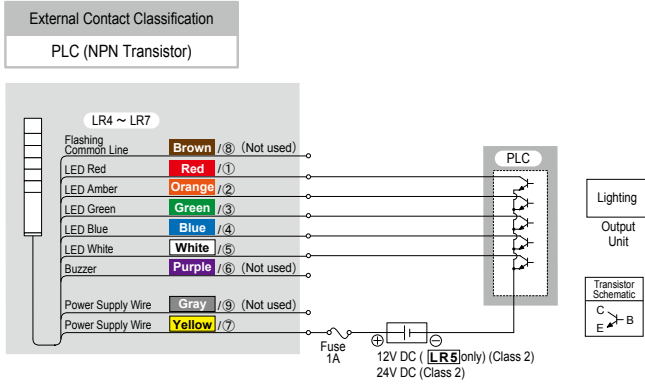 External Contact Classification
PLC (NPN Transistor)
LR4 ~ LR7
Flashing
Common Line Brown /⑧ (Not used)
LED Red Red /①
LED Amber Orange /②
LED Green Green /③
LED Blue Blue /④
LED White White /⑤
Buzzer Purple /⑥ (Not used)
Power Supply Wire Gray /⑨ (Not used)
Power Supply Wire Yellow /⑦
Fuse
1A
⊕ ⊖
12V DC ( LR5 only) (Class 2)
24V DC (Class 2)
PLC
Lighting
Output
Unit
Transistor
Schematic
C
B
E